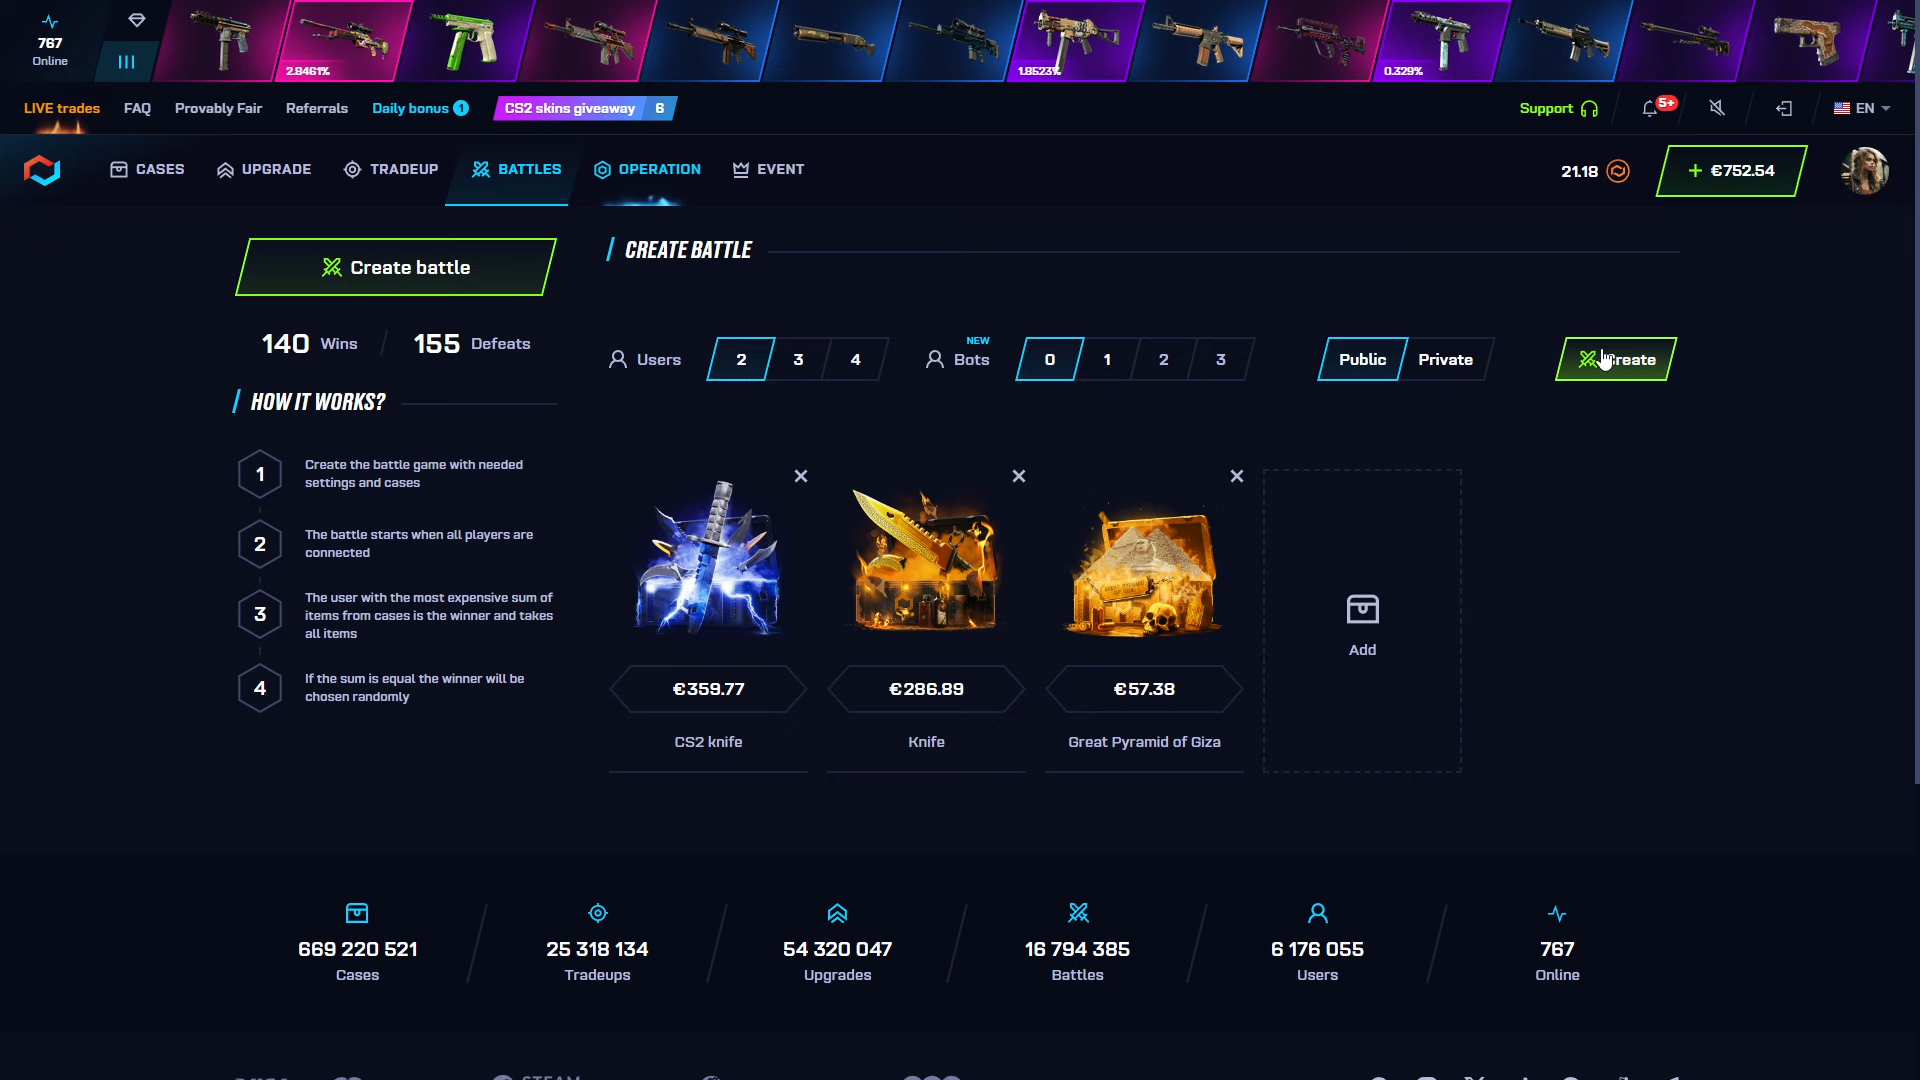 767
Online
2.8461%
1.8523%
0.329%
LIVE trades
FAQ
Provably Fair
Referrals
Daily bonus 1
CS2 skins giveaway 6
Support
5+
EN
CASES
UPGRADE
TRADEUP
BATTLES
OPERATION
EVENT
21.18
+ €752.54
Create battle
CREATE BATTLE
140 Wins
155 Defeats
Users
2
3
4
NEW
Bots
0
1
2
3
Public
Private
Create
HOW IT WORKS?
1
Create the battle game with needed
settings and cases
2
The battle starts when all players are
connected
3
The user with the most expensive sum of
items from cases is the winner and takes
all items
4
If the sum is equal the winner will be
chosen randomly
€359.77
CS2 knife
€286.89
Knife
€57.38
Great Pyramid of Giza
Add
669 220 521
Cases
25 318 134
Tradeups
54 320 047
Upgrades
16 794 385
Battles
6 176 055
Users
767
Online
STEAM